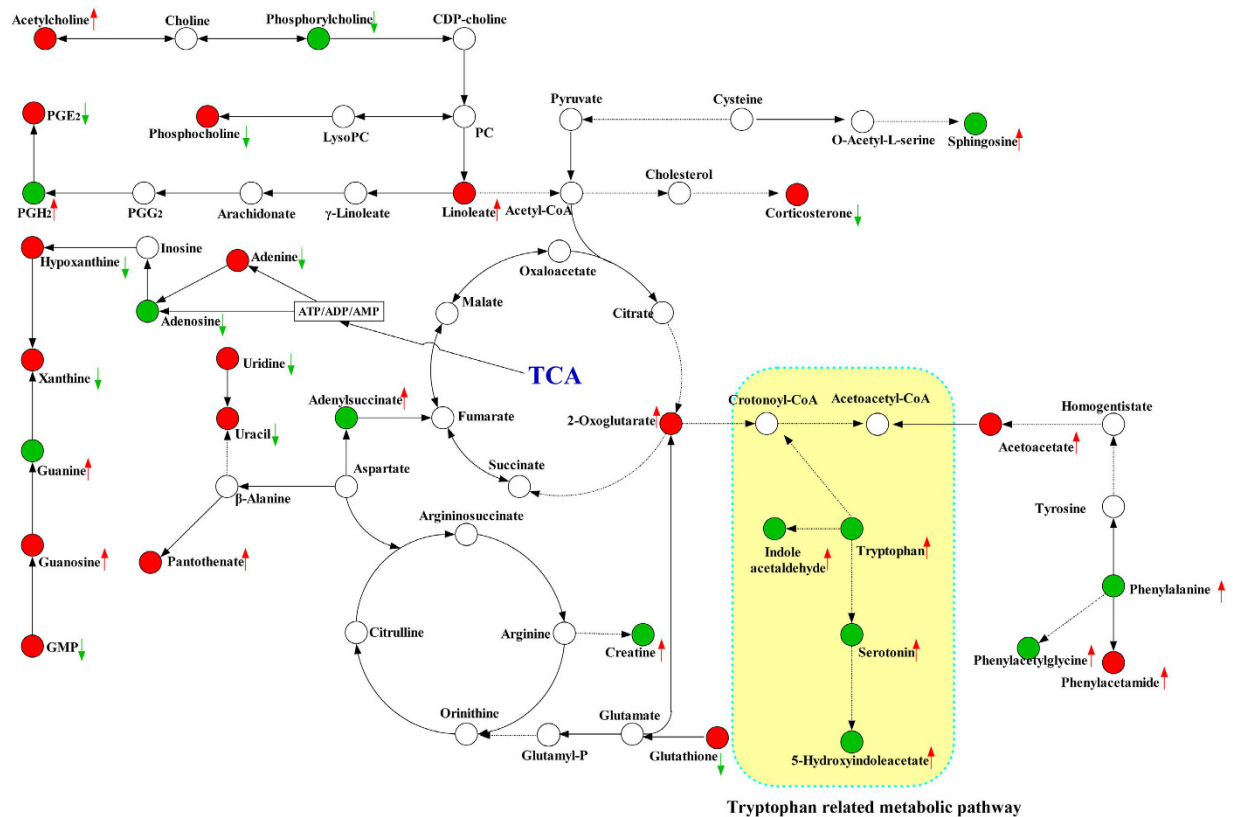 Acetylcholine
Choline
Phosphorylcholine
CDP-choline
PGE2
Phosphocholine
LysoPC
PC
Pyruvate
Cysteine
O-Acetyl-L-serine
Sphingosine
PGH2
PGG2
Arachidonate
γ-Linoleate
Linoleate
Acetyl-CoA
Cholesterol
Corticosterone
Hypoxanthine
Inosine
Adenine
Oxaloacetate
Adenosine
ATP/ADP/AMP
Malate
Citrate
Xanthine
Uridine
TCA
Uracil
Adenylsuccinate
Fumarate
2-Oxoglutarate
Crotonoyl-CoA
Acetoacetyl-CoA
Acetoacetate
Homogentistate
Guanine
β-Alanine
Aspartate
Succinate
Tyrosine
Guanosine
Pantothenate
Argininosuccinate
Indole
acetaldehyde
Tryptophan
Phenylalanine
GMP
Citrulline
Arginine
Creatine
Serotonin
Phenylacetylglycine
Phenylacetamide
Orinithine
Glutamyl-P
Glutamate
Glutathione
5-Hydroxyindoleacetate
Tryptophan related metabolic pathway